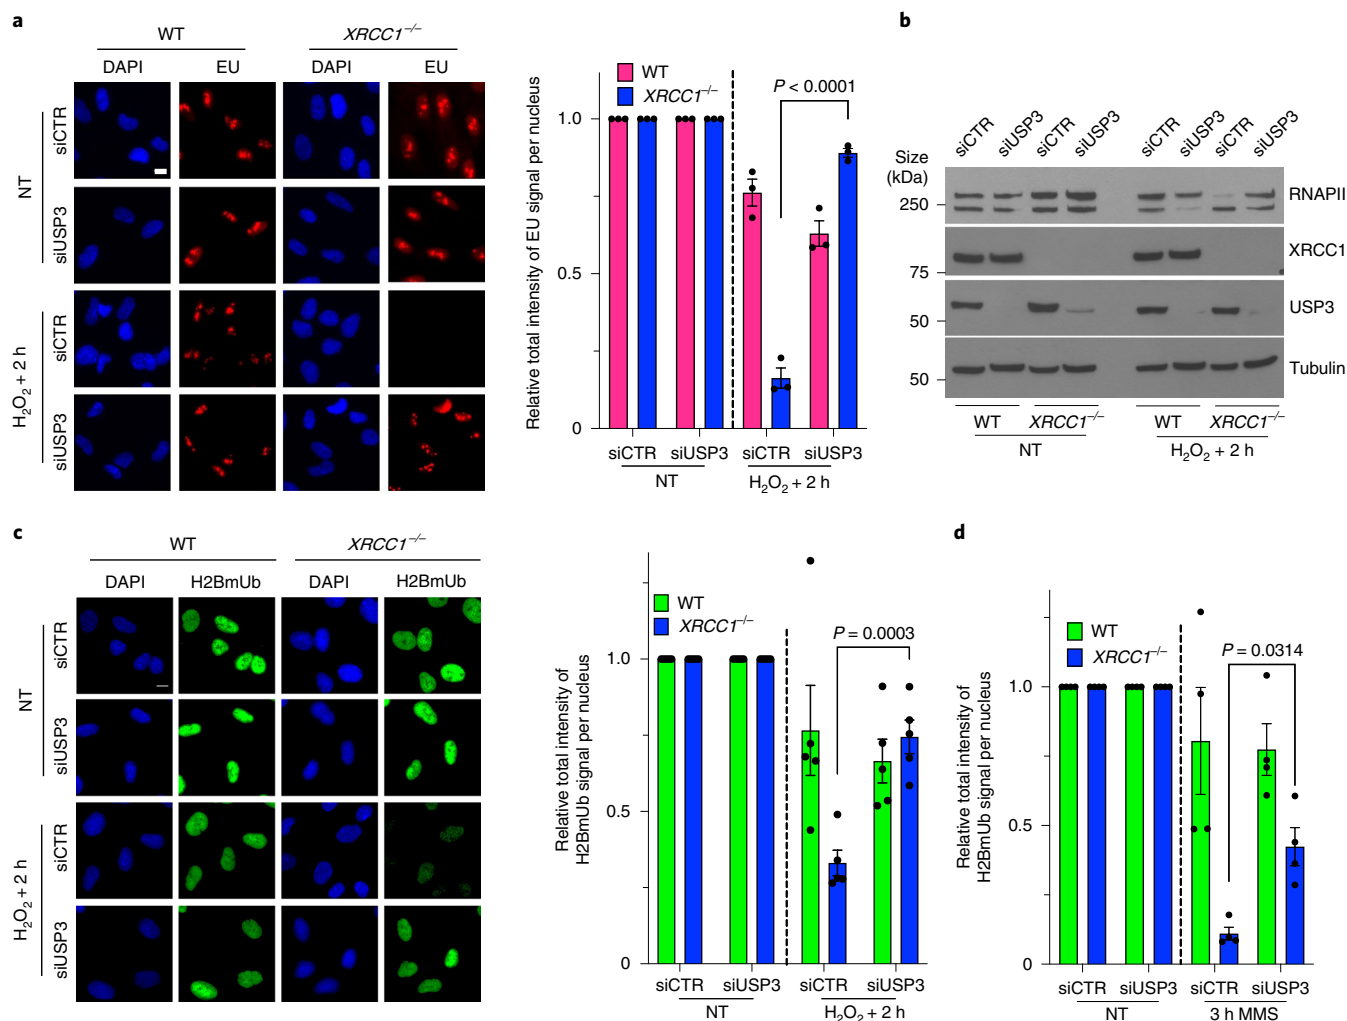 a
WT
XRCC1−/−
DAPI
EU
DAPI
EU
NT
siCTR
siUSP3
H2O2 + 2 h
siCTR
siUSP3
Relative total intensity of EU signal per nucleus
WT
XRCC1−/−
P < 0.0001
1.0
0.5
0
siCTR siUSP3 siCTR siUSP3
NT
H2O2 + 2 h
b
siCTR siUSP3 siCTR siUSP3 siCTR siUSP3 siCTR siUSP3
Size
(kDa)
250
RNAPII
75
XRCC1
50
USP3
50
Tubulin
WT XRCC1−/− WT XRCC1−/−
NT
H2O2 + 2 h
c
WT
XRCC1−/−
DAPI
H2BmUb
DAPI
H2BmUb
NT
siCTR
siUSP3
H2O2 + 2 h
siCTR
siUSP3
Relative total intensity of
H2BmUb signal per nucleus
WT
XRCC1−/−
P = 0.0003
1.0
0.5
0
siCTR siUSP3 siCTR siUSP3
NT
H2O2 + 2 h
d
Relative total intensity of
H2BmUb signal per nucleus
WT
XRCC1−/−
P = 0.0314
1.0
0.5
0
siCTR siUSP3 siCTR siUSP3
NT
3 h MMS